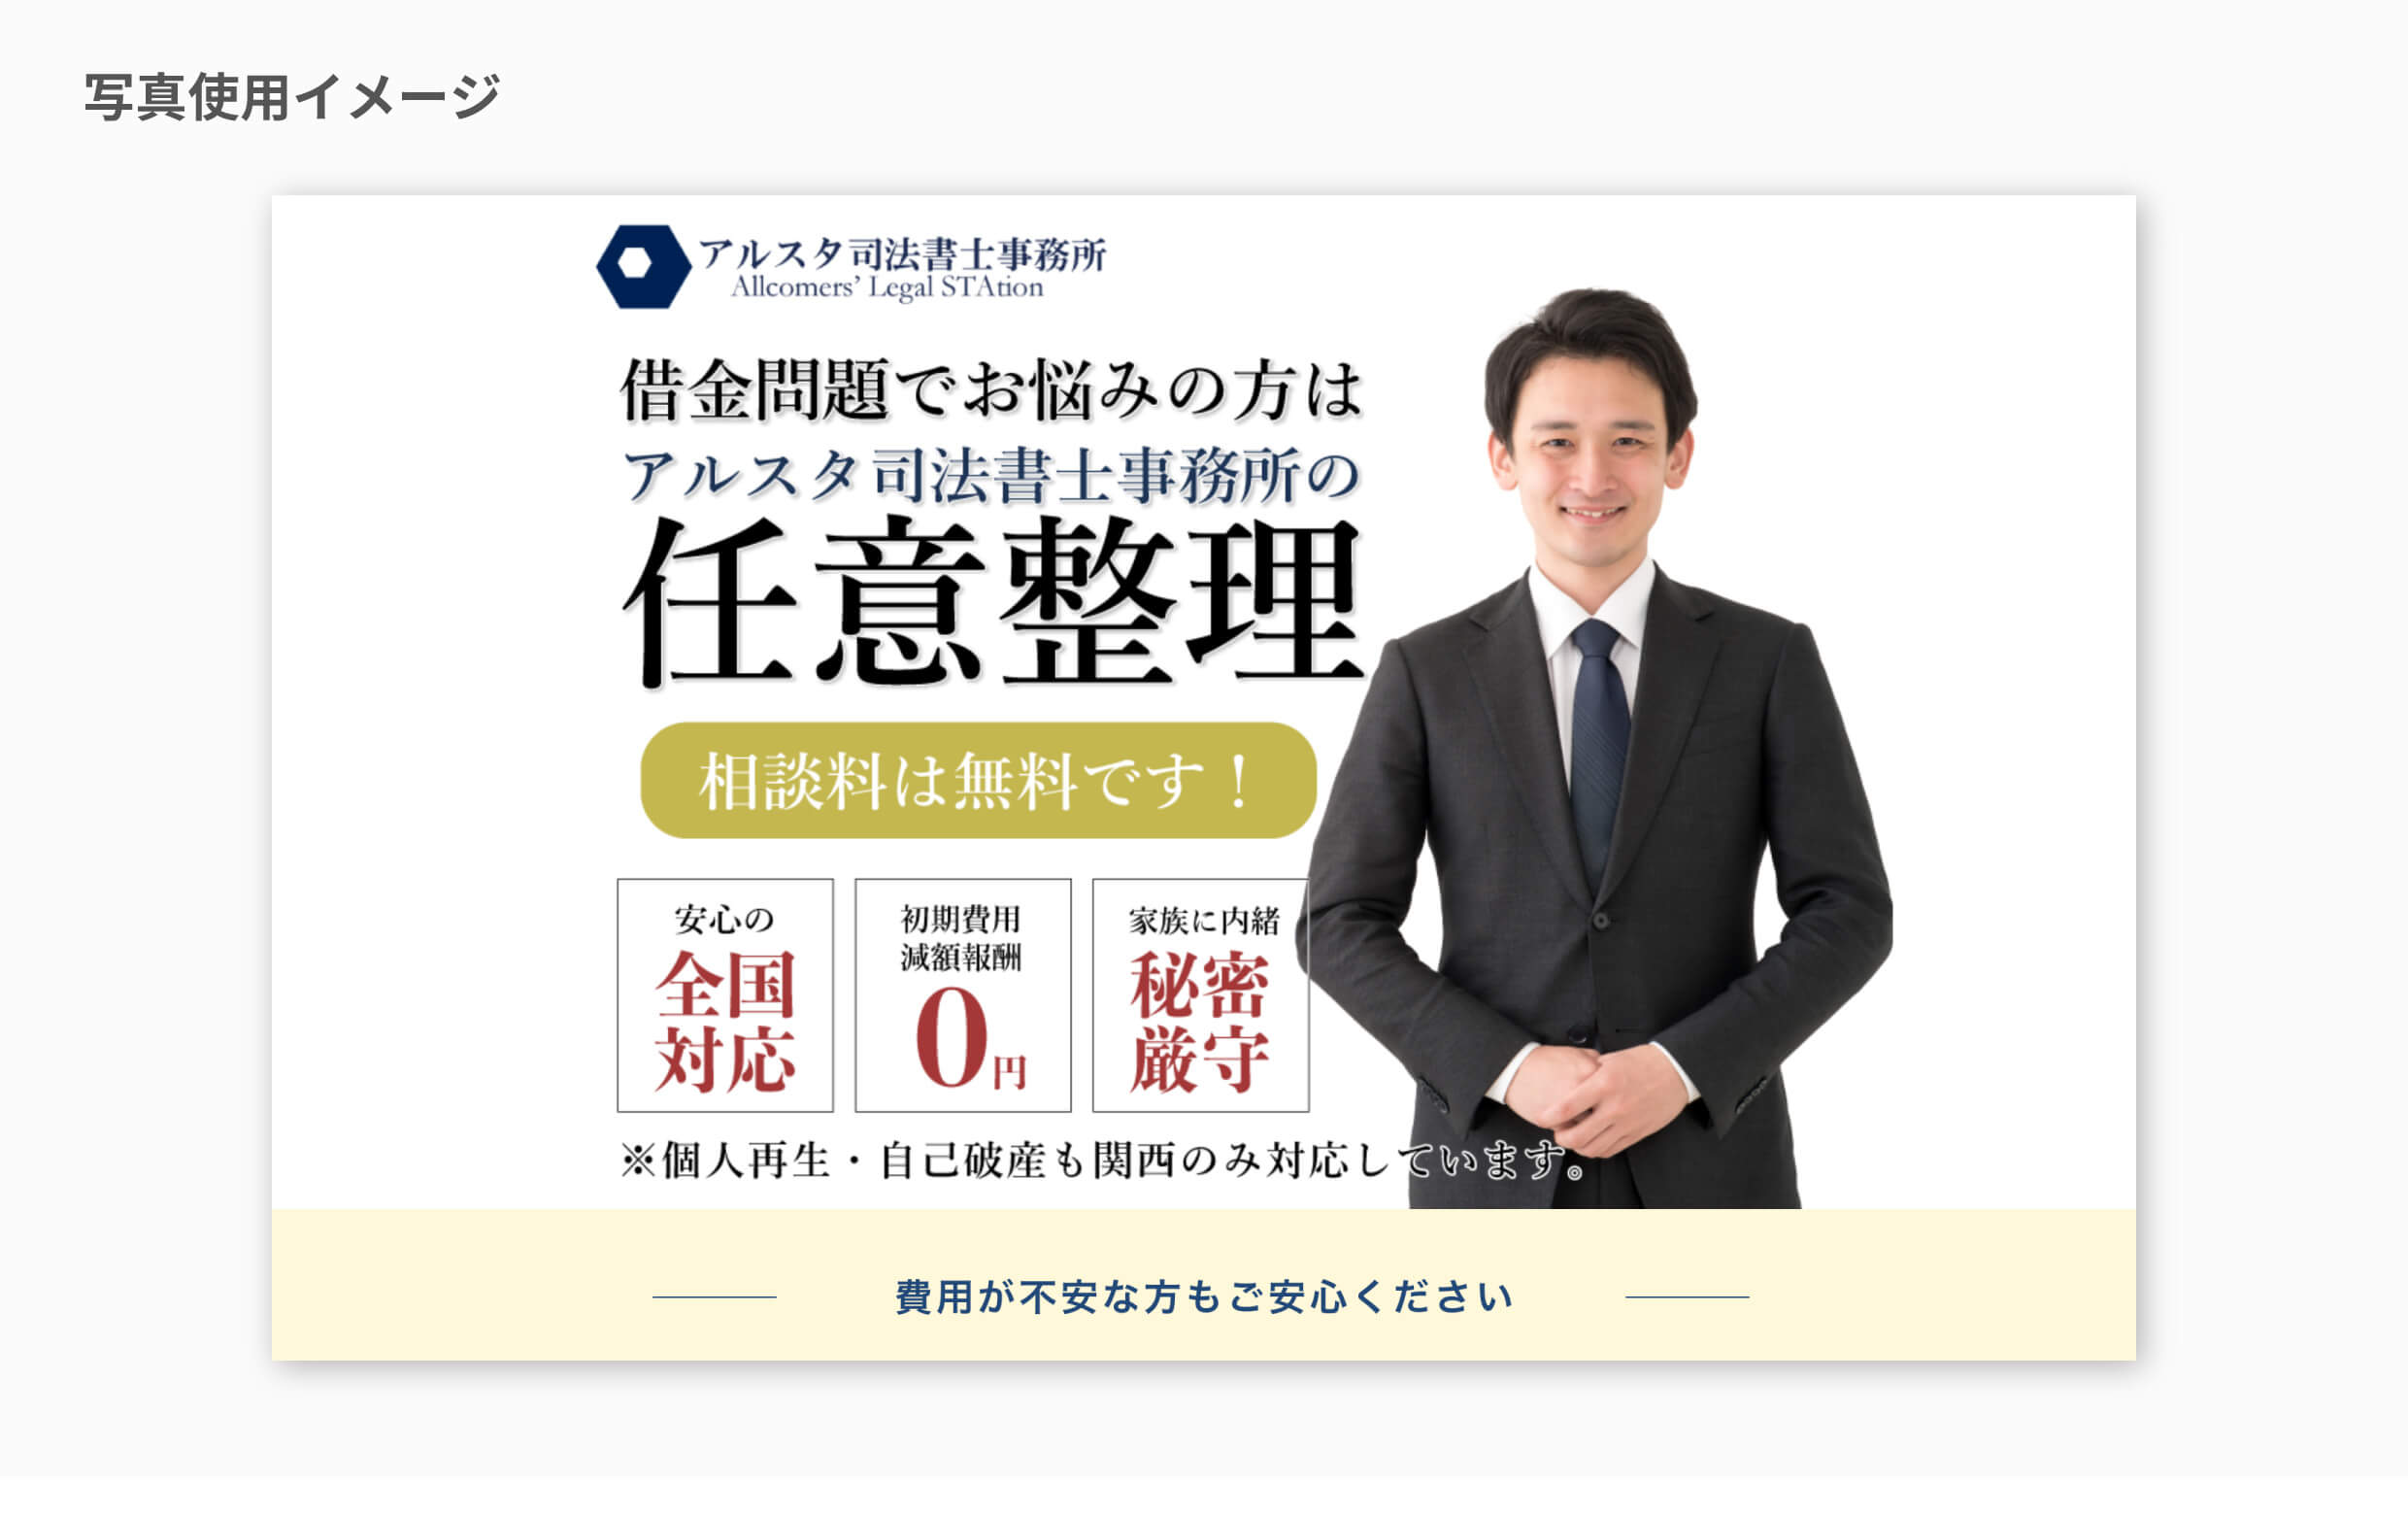 写真使用イメージ
アルスタ司法書士事務所
Allcomers’ Legal STAtion
借金問題でお悩みの方は
アルスタ司法書士事務所の
任意整理
相談料は無料です！
安心の
全国
対応
初期費用
減額報酬
0円
家族に内緒
秘密
厳守
※個人再生・自己破産も関西のみ対応しています。
費用が不安な方もご安心ください